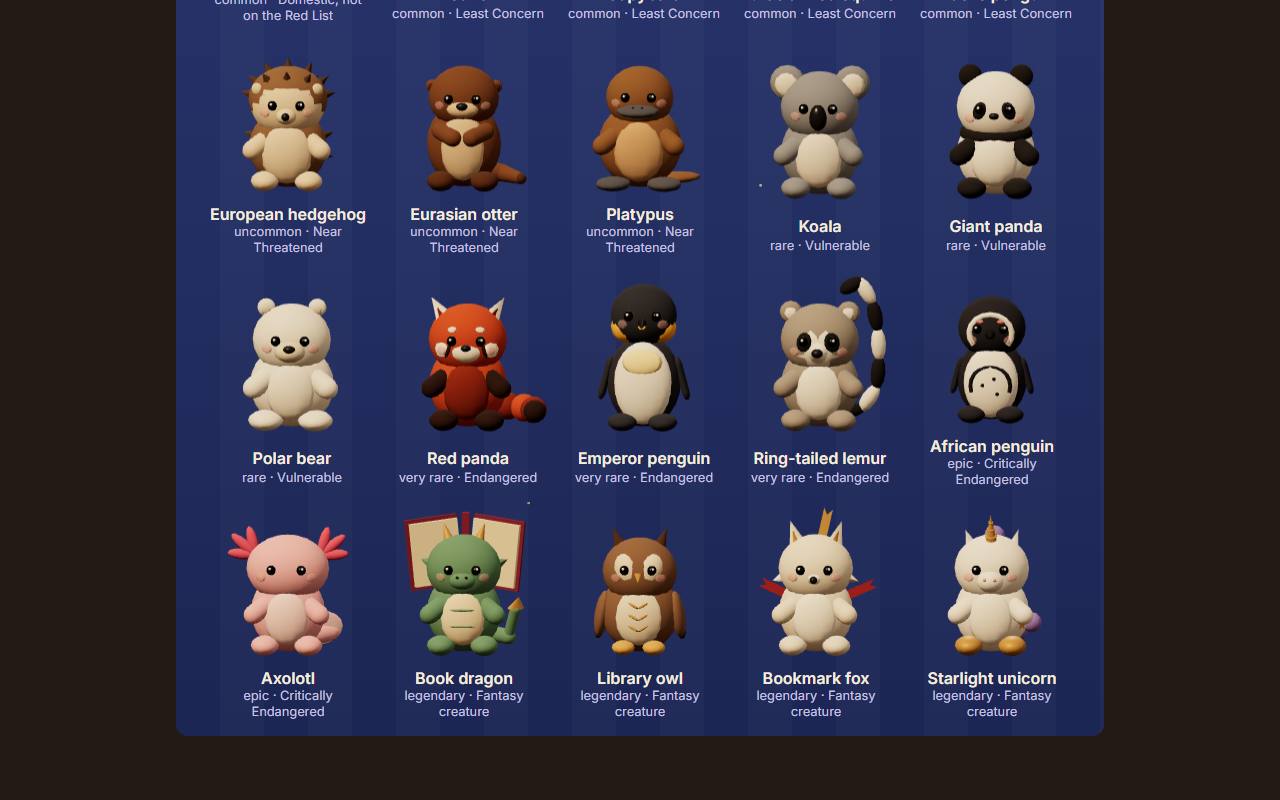 common · Domestic, not
on the Red List
common · Least Concern
common · Least Concern
common · Least Concern
common · Least Concern
European hedgehog
uncommon · Near
Threatened
Eurasian otter
uncommon · Near
Threatened
Platypus
uncommon · Near
Threatened
Koala
rare · Vulnerable
Giant panda
rare · Vulnerable
Polar bear
rare · Vulnerable
Red panda
very rare · Endangered
Emperor penguin
very rare · Endangered
Ring-tailed lemur
very rare · Endangered
African penguin
epic · Critically
Endangered
Axolotl
epic · Critically
Endangered
Book dragon
legendary · Fantasy
creature
Library owl
legendary · Fantasy
creature
Bookmark fox
legendary · Fantasy
creature
Starlight unicorn
legendary · Fantasy
creature